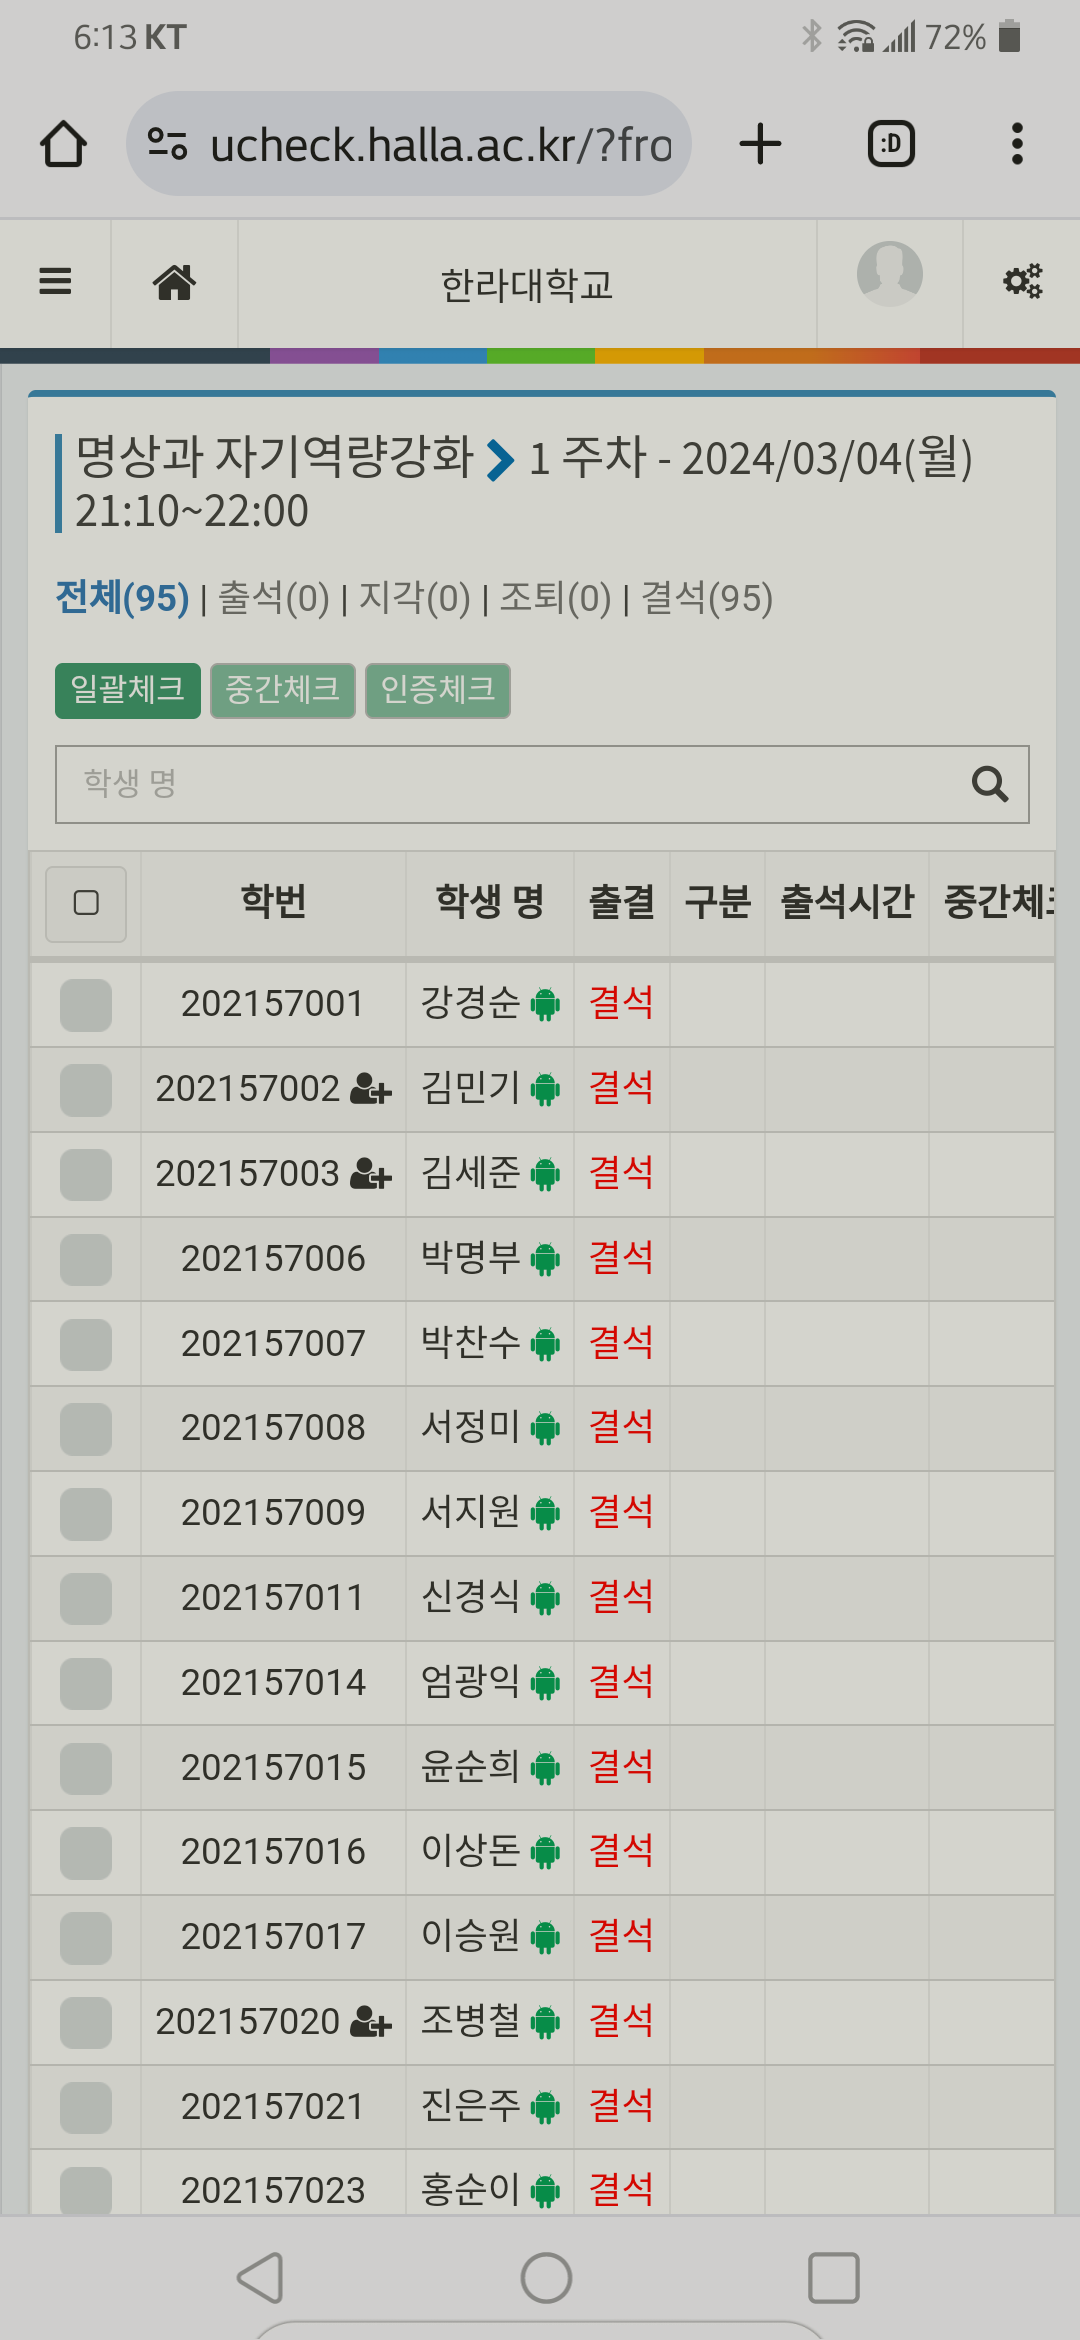 6:13 KT 72%
ucheck.halla.ac.kr/?fro
:D
한라대학교
명상과 자기역량강화 1 주차 - 2024/03/04(월)
21:10~22:00
전체(95) | 출석(0) | 지각(0) | 조퇴(0) | 결석(95)
일괄체크 중간체크 인증체크
학생 명
학번 학생 명 출결 구분 출석시간 중간체크
202157001 강경순 결석
202157002 김민기 결석
202157003 김세준 결석
202157006 박명부 결석
202157007 박찬수 결석
202157008 서정미 결석
202157009 서지원 결석
202157011 신경식 결석
202157014 엄광익 결석
202157015 윤순희 결석
202157016 이상돈 결석
202157017 이승원 결석
202157020 조병철 결석
202157021 진은주 결석
202157023 홍순이 결석